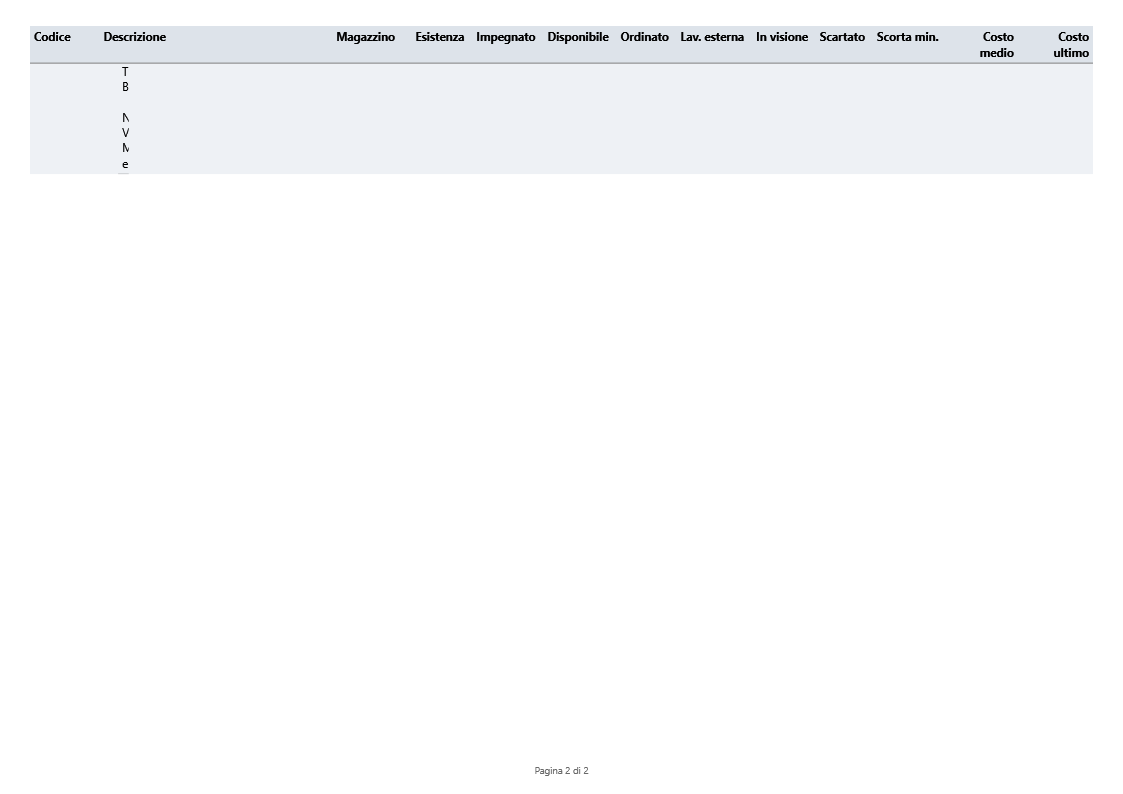 Codice Descrizione Magazzino Esistenza Impegnato Disponibile Ordinato Lav. esterna In visione Scartato Scorta min. Costo medio Costo ultimo
T
B
N
V
M
e
Pagina 2 di 2